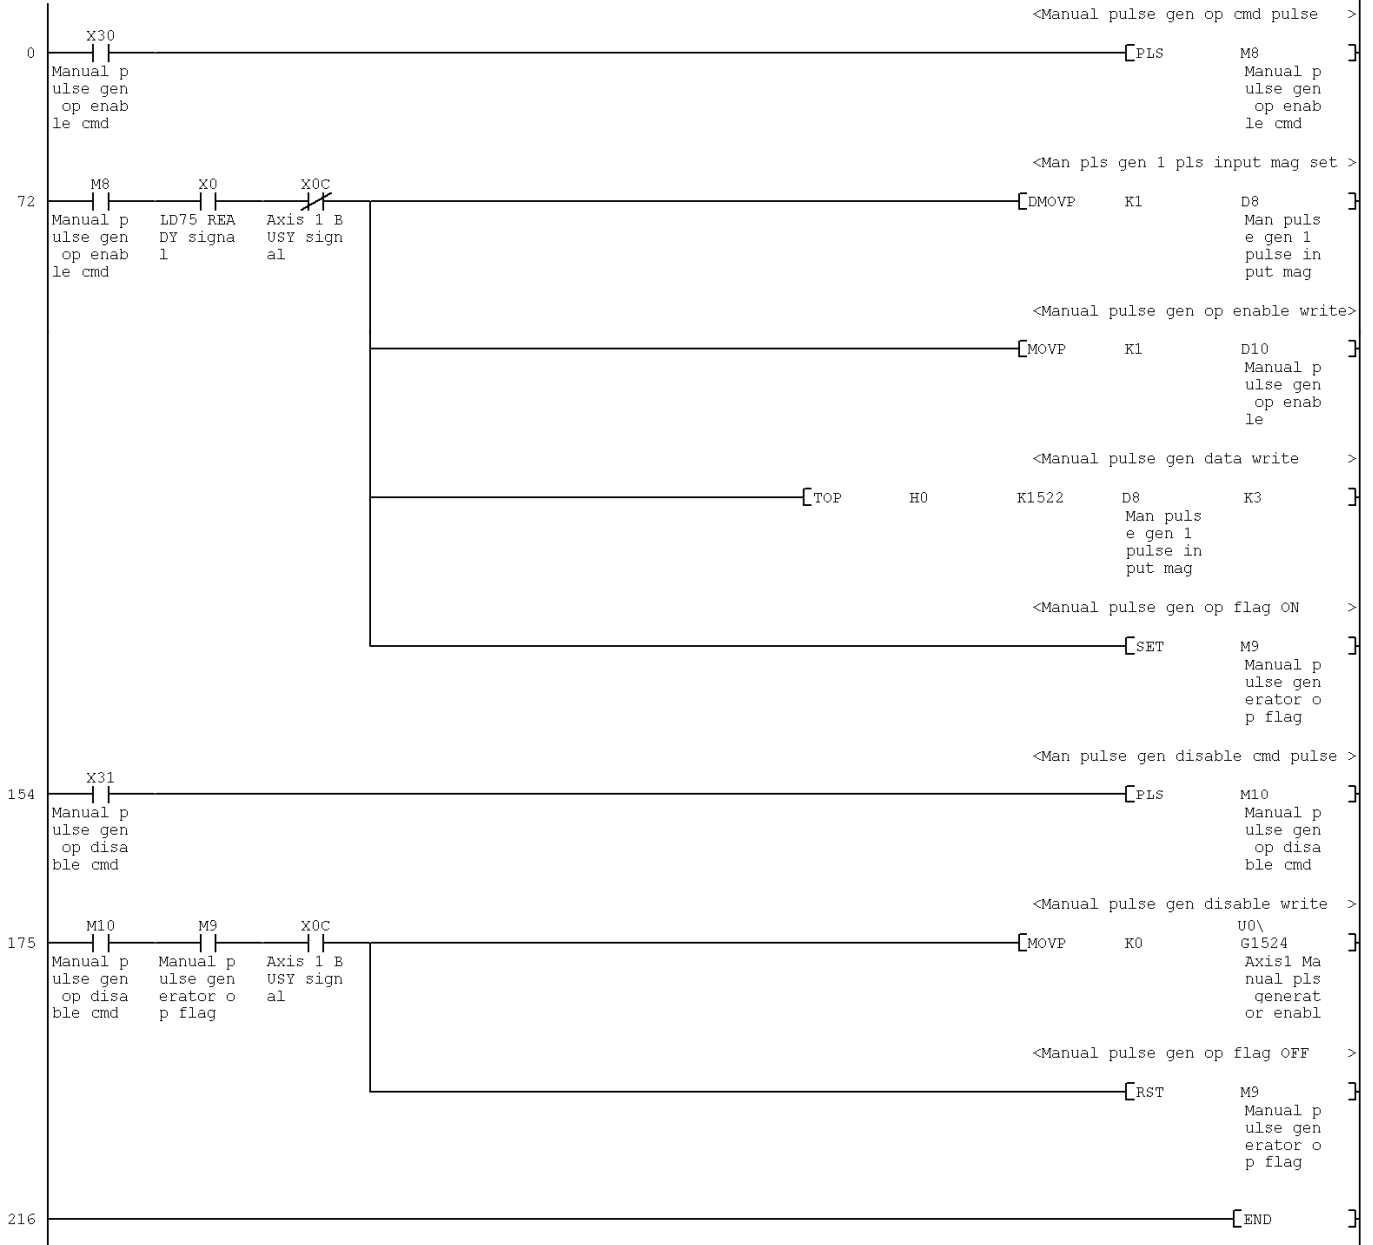 <Manual pulse gen op cmd pulse >
X30
0 PLS M8
Manual p Manual p
ulse gen ulse gen
op enab op enab
le cmd le cmd
<Man pls gen 1 pls input mag set >
M8 X0 X0C
72 DMOVP K1 D8
Manual p LD75 REA Axis 1 B Man puls
ulse gen DY signa USY sign e gen 1
op enab l al pulse in
le cmd put mag
<Manual pulse gen op enable write>
MOVP K1 D10
Manual p
ulse gen
op enab
le
<Manual pulse gen data write >
TOP H0 K1522 D8 K3
Man puls
e gen 1
pulse in
put mag
<Manual pulse gen op flag ON >
SET M9
Manual p
ulse gen
erator o
p flag
<Man pulse gen disable cmd pulse >
X31
154 PLS M10
Manual p Manual p
ulse gen ulse gen
op disa op disa
ble cmd ble cmd
<Manual pulse gen disable write >
M10 M9 X0C U0\
175 MOVP K0 G1524
Manual p Manual p Axis 1 B Axis1 Ma
ulse gen ulse gen USY sign nual pls
op disa erator o al generat
ble cmd p flag or enabl
<Manual pulse gen op flag OFF >
RST M9
Manual p
ulse gen
erator o
p flag
216 END